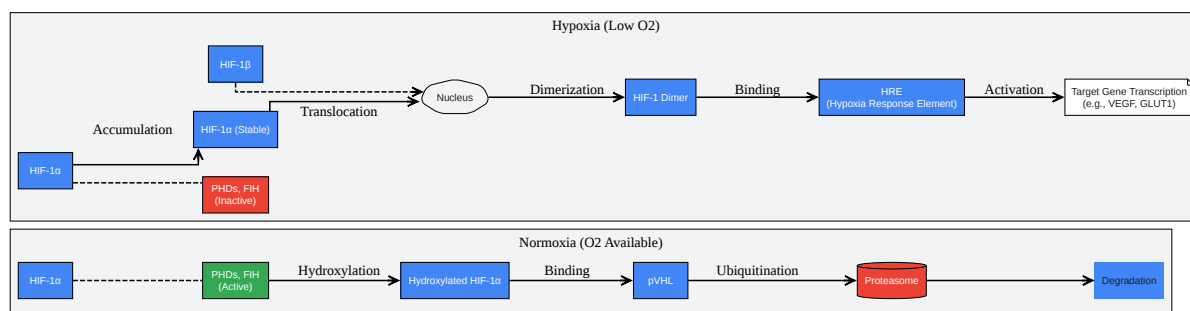 Hypoxia (Low O2)
HIF-1β
Nucleus
Dimerization
HIF-1 Dimer
Binding
HRE
(Hypoxia Response Element)
Activation
Target Gene Transcription
(e.g., VEGF, GLUT1)
Translocation
Accumulation
HIF-1α (Stable)
HIF-1α
PHDs, FIH
(Inactive)
Normoxia (O2 Available)
HIF-1α
PHDs, FIH
(Active)
Hydroxylation
Hydroxylated HIF-1α
Binding
pVHL
Ubiquitination
Proteasome
Degradation